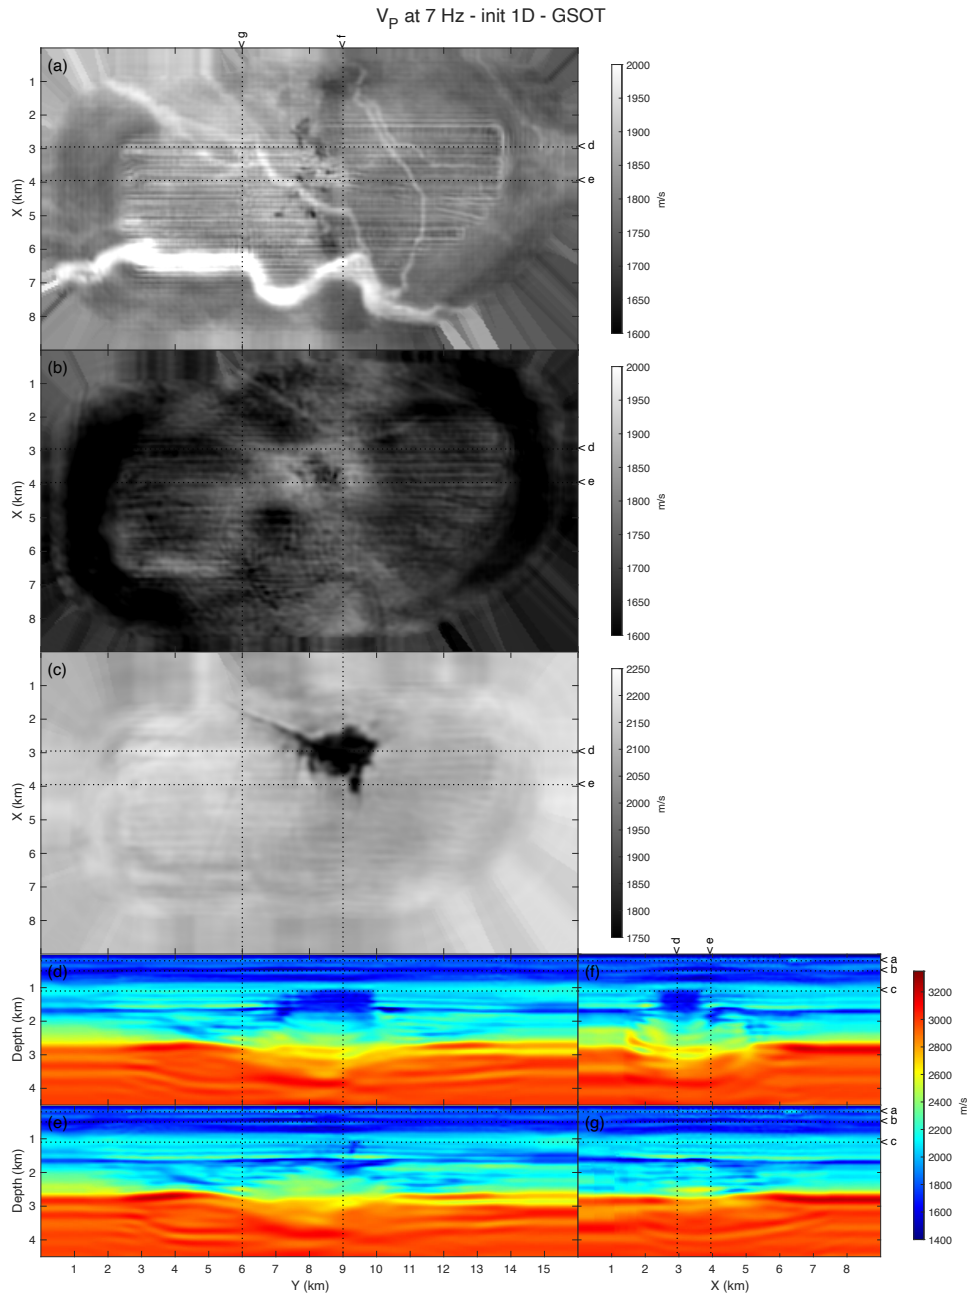 V_P at 7 Hz - init 1D - GSOT
< g
< f
(a)
1
2
3
4
5
6
7
8
X (km)
< d
< e
2000
1950
1900
1850
1800
1750
1700
1650
1600
m/s
(b)
1
2
3
4
5
6
7
8
X (km)
< d
< e
2000
1950
1900
1850
1800
1750
1700
1650
1600
m/s
(c)
1
2
3
4
5
6
7
8
X (km)
< d
< e
2250
2200
2150
2100
2050
2000
1950
1900
1850
1800
1750
m/s
< d
< e
(d)
1
2
3
4
Depth (km)
(f)
< a
< b
< c
(e)
1
2
3
4
Depth (km)
(g)
< a
< b
< c
3200
3000
2800
2600
2400
2200
2000
1800
1600
1400
m/s
1 2 3 4 5 6 7 8 9 10 11 12 13 14 15
Y (km)
1 2 3 4 5 6 7 8
X (km)